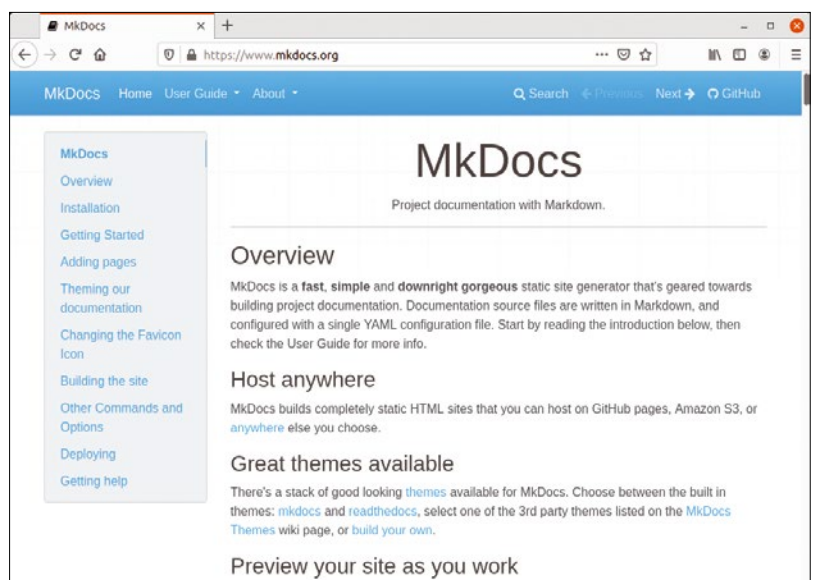 MkDocs
https://www.mkdocs.org
MkDocs Home User Guide About Search Previous Next GitHub
MkDocs
Overview
Installation
Getting Started
Adding pages
Theming our
documentation
Changing the Favicon
Icon
Building the site
Other Commands and
Options
Deploying
Getting help
MkDocs
Project documentation with Markdown.
Overview
MkDocs is a fast, simple and downright gorgeous static site generator that's geared towards
building project documentation. Documentation source files are written in Markdown, and
configured with a single YAML configuration file. Start by reading the introduction below, then
check the User Guide for more info.
Host anywhere
MkDocs builds completely static HTML sites that you can host on GitHub pages, Amazon S3, or
anywhere else you choose.
Great themes available
There's a stack of good looking themes available for MkDocs. Choose between the built in
themes: mkdocs and readthedocs, select one of the 3rd party themes listed on the MkDocs
Themes wiki page, or build your own.
Preview your site as you work